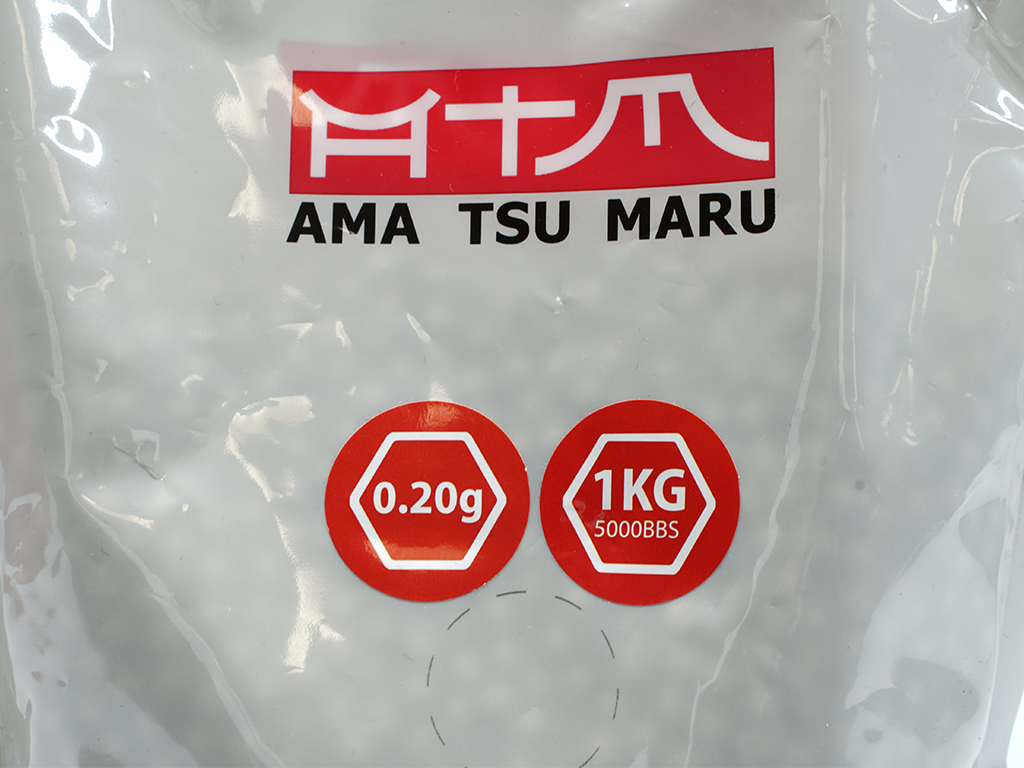 ATM
AMA TSU MARU
0.20g
1KG
5000BBS